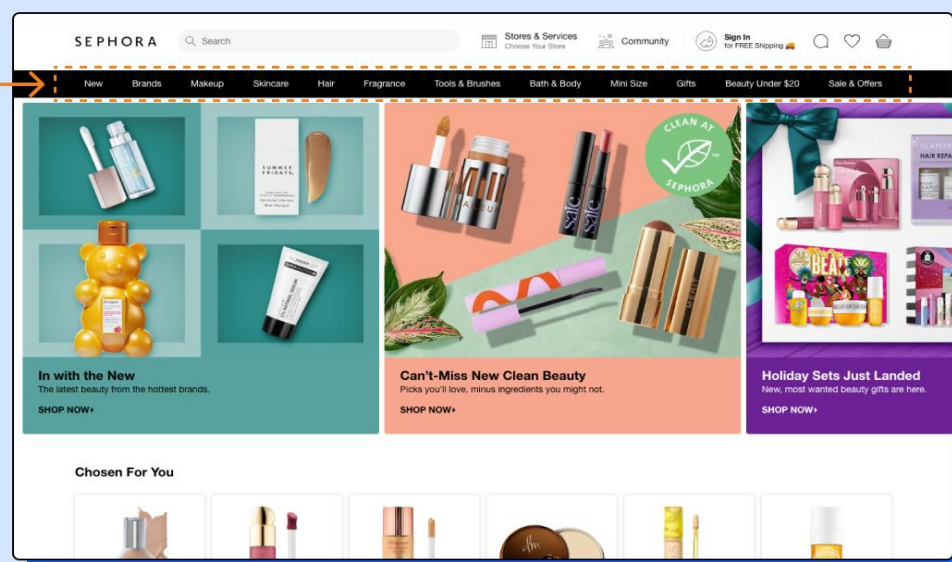 SEPHORA
Search
Stores & Services
Choose Your Store
Community
Sign In
for FREE Shipping
New Brands Makeup Skincare Hair Fragrance Tools & Brushes Bath & Body Mini Size Gifts Beauty Under $20 Sale & Offers
SUMMER
FRIDAYS
CLEAN AT
SEPHORA
sale
sale
MERIT
OLAPLEX
HAIR REPA
BEAT
In with the New
The latest beauty from the hottest brands.
SHOP NOW
Can't-Miss New Clean Beauty
Picks you'll love, minus ingredients you might not.
SHOP NOW
Holiday Sets Just Landed
New, most wanted beauty gifts are here.
SHOP NOW
Chosen For You